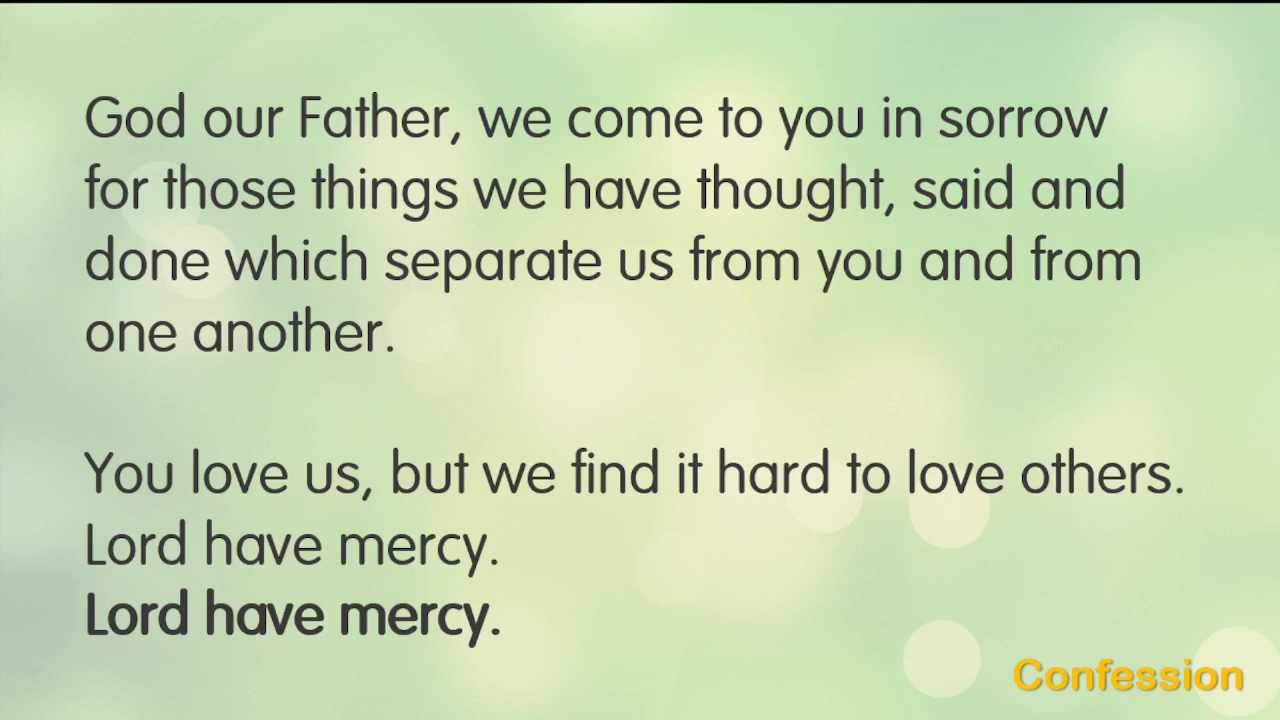 God our Father, we come to you in sorrow
for those things we have thought, said and
done which separate us from you and from
one another.
You love us, but we find it hard to love others.
Lord have mercy.
Lord have mercy.
Confession